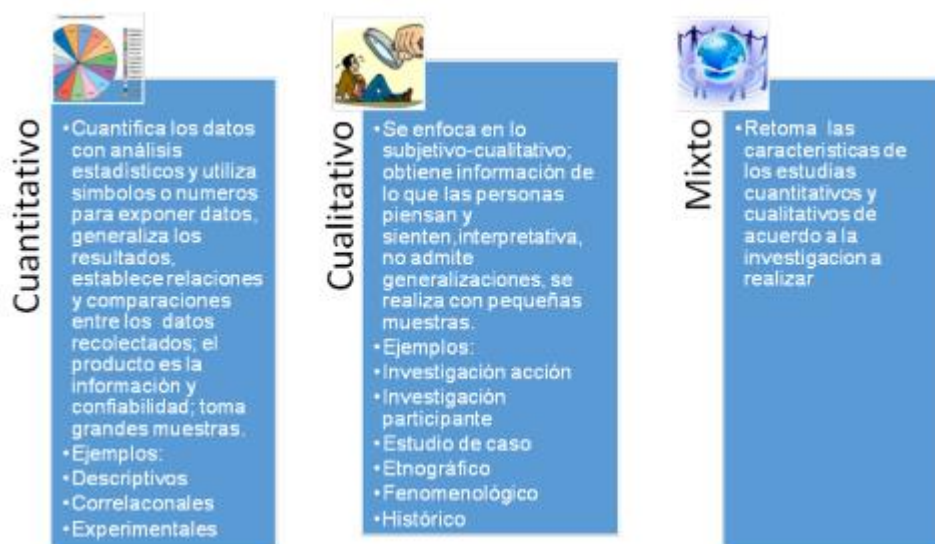 Cuantitativo
•Cuantifica los datos
con análisis
estadísticos y utiliza
simbolos o numeros
para exponer datos,
generaliza los
resultados,
establece relaciones
y comparaciones
entre los datos
recolectados; el
producto es la
información y
confiabilidad; toma
grandes muestras.
•Ejemplos:
•Descriptivos
•Correlaconales
•Experimentales
Cualitativo
•Se enfoca en lo
subjetivo-cualitativo;
obtiene información de
lo que las personas
piensan y
sienten,interpretativa,
no admite
generalizaciones, se
realiza con pequeñas
muestras.
•Ejemplos:
•Investigación acción
•Investigación
participante
•Estudio de caso
•Etnográfico
•Fenomenológico
•Histórico
Mixto
•Retoma las
caracteristicas de
los estudías
cuantitativos y
cualitativos de
acuerdo a la
investigacion a
realizar